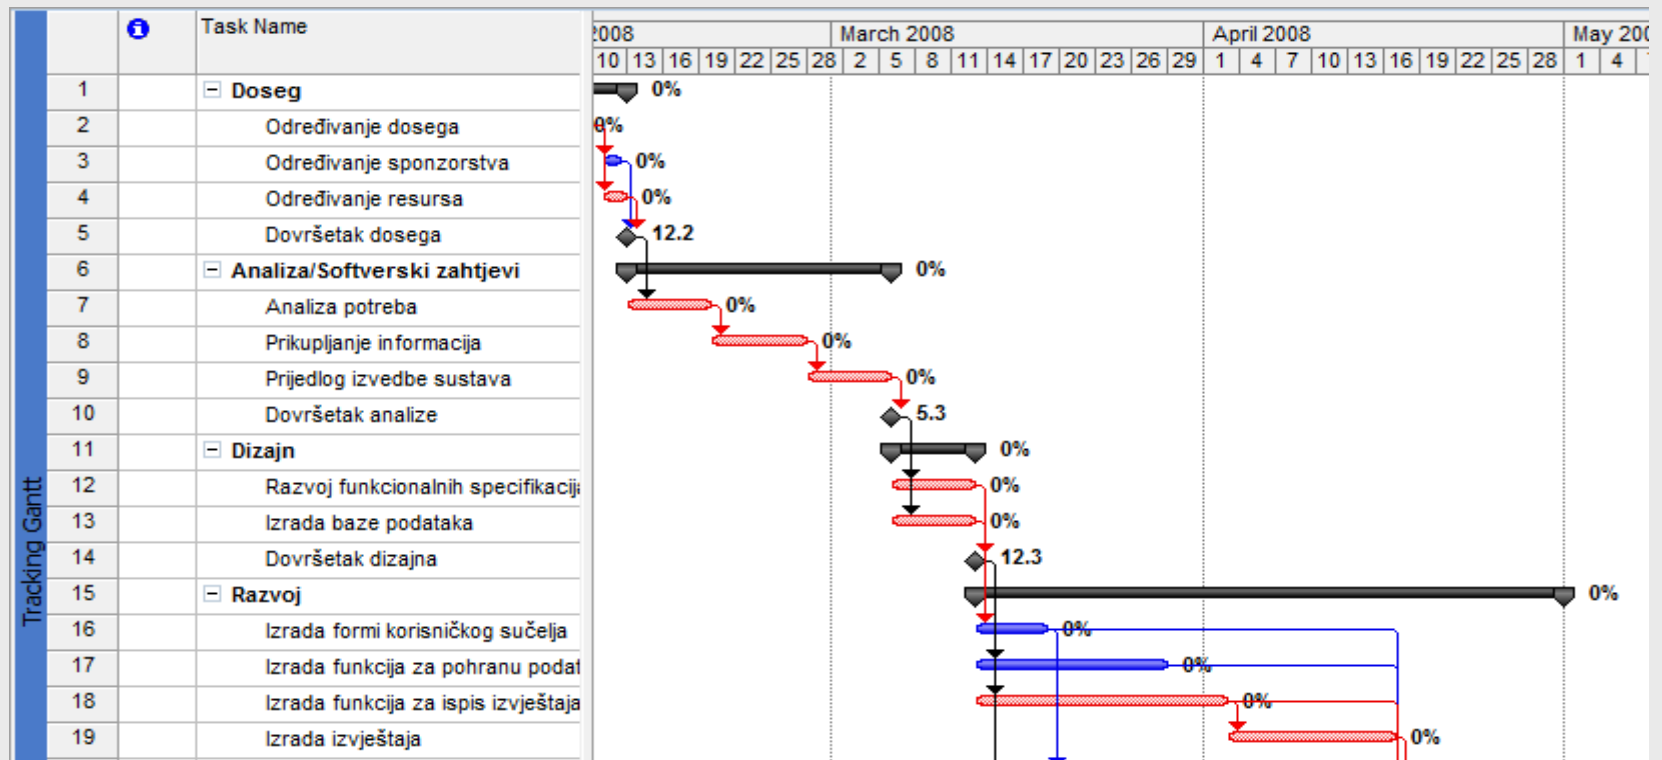 Task Name
2008 March 2008 April 2008 May 200
10 13 16 19 22 25 28 2 5 8 11 14 17 20 23 26 29 1 4 7 10 13 16 19 22 25 28 1 4
1 Doseg 0%
2 Određivanje dosega 0%
3 Određivanje sponzorstva 0%
4 Određivanje resursa 0%
5 Dovršetak dosega 12.2
6 Analiza/Softverski zahtjevi 0%
7 Analiza potreba 0%
8 Prikupljanje informacija 0%
9 Prijedlog izvedbe sustava 0%
10 Dovršetak analize 5.3
11 Dizajn 0%
12 Razvoj funkcionalnih specifikacij 0%
13 Izrada baze podataka 0%
14 Dovršetak dizajna 12.3
15 Razvoj 0%
16 Izrada formi korisničkog sučelja 0%
17 Izrada funkcija za pohranu podat 0%
18 Izrada funkcija za ispis izvještaja 0%
19 Izrada izvještaja 0%
Tracking Gantt